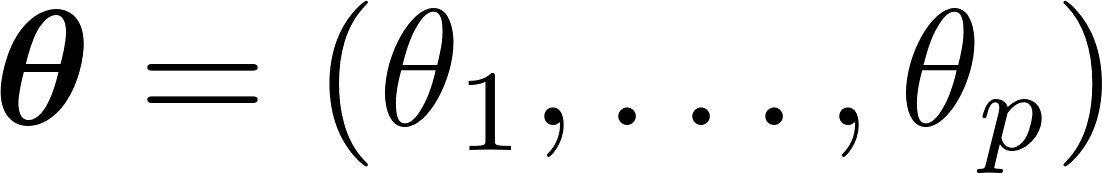 𝜽 = (θ₁, . . . , θₚ)